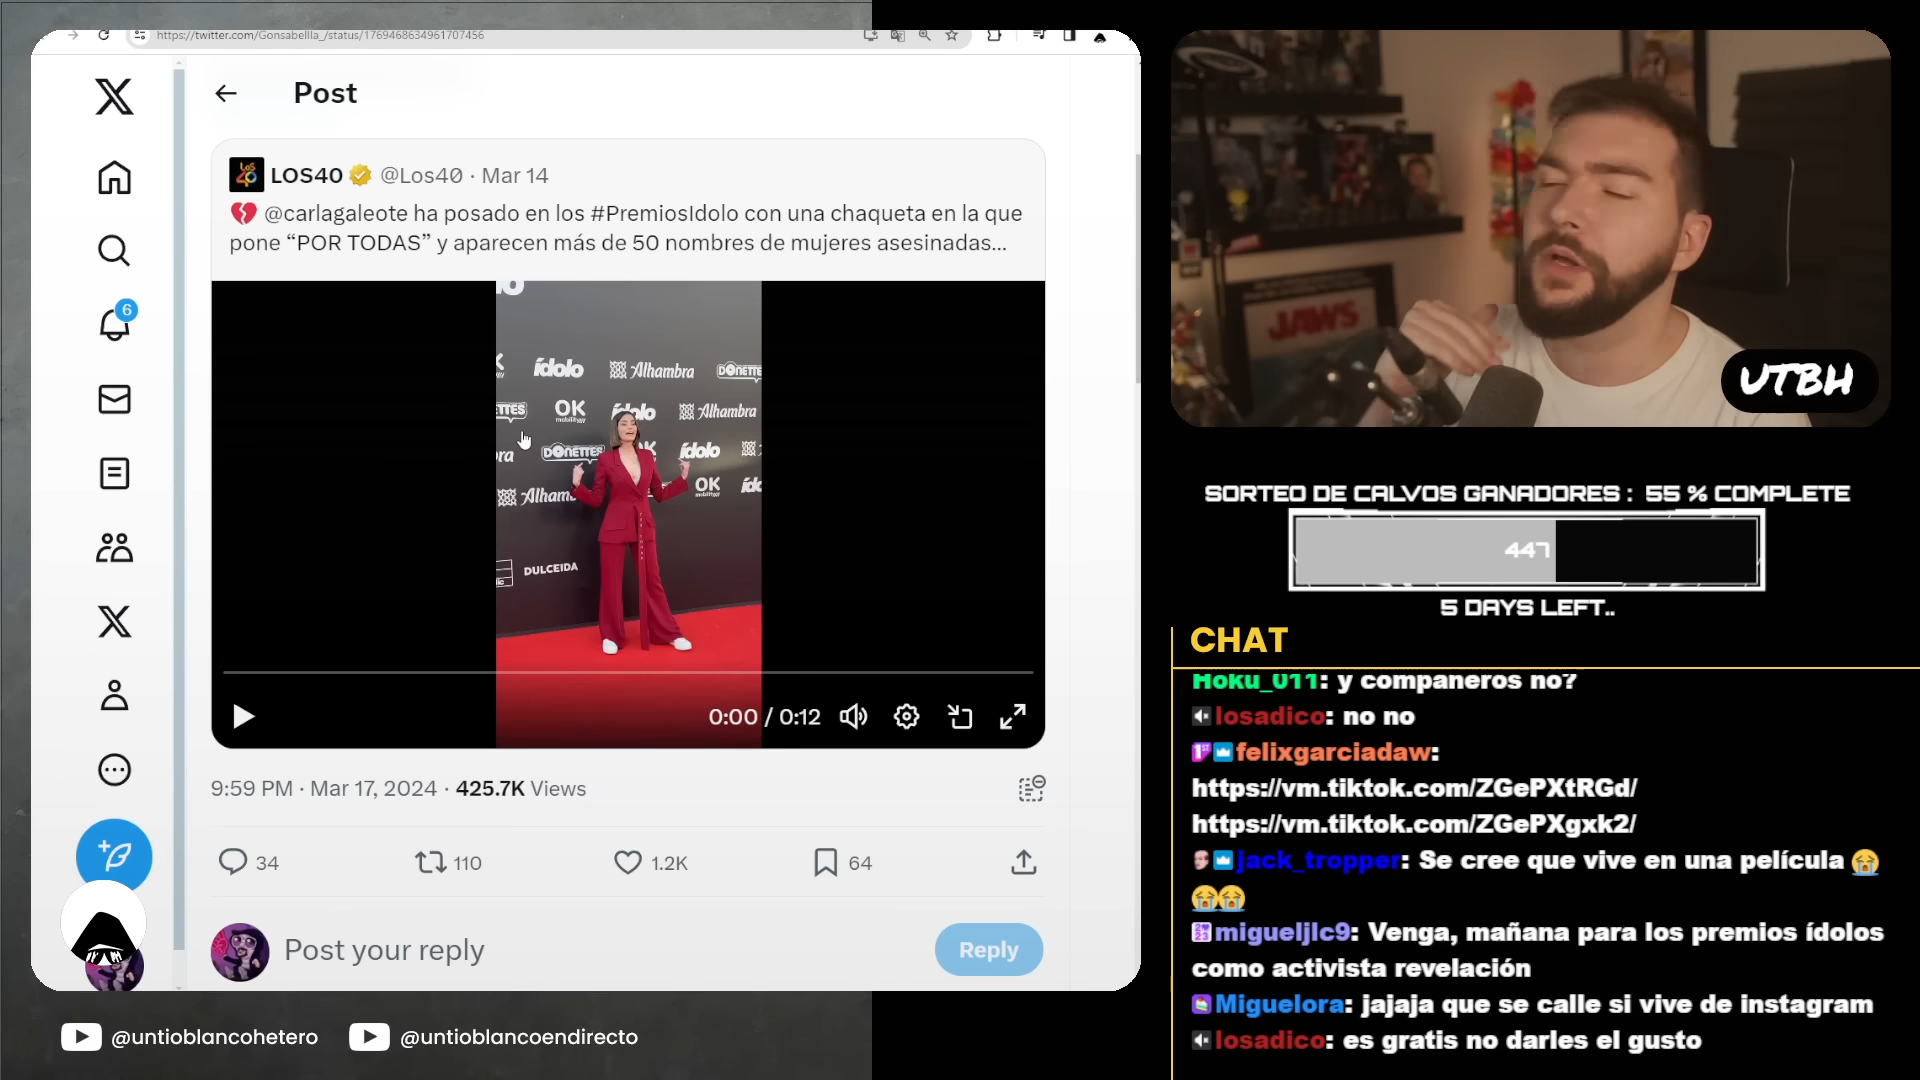 https://twitter.com/Gonsabellla_/status/1769468634961707456
Post
LOS40 @Los40 · Mar 14
💔 @carlagaleote ha posado en los #PremiosIdolo con una chaqueta en la que
pone “POR TODAS” y aparecen más de 50 nombres de mujeres asesinadas...
ídolo Alhambra DONETTES
OK mobility Alhambra
DONETTES ídolo
Alham OK
DULCEIDA
0:00 / 0:12
9:59 PM · Mar 17, 2024 · 425.7K Views
34 110 1.2K 64
Post your reply
Reply
6
@untioblancohetero @untioblancoendirecto
JAWS
UTBH
SORTEO DE CALVOS GANADORES : 55 % COMPLETE
447
5 DAYS LEFT..
CHAT
Hoku_011: y companeros no?
losadico: no no
felixgarciadaw:
https://vm.tiktok.com/ZGePXtRGd/
https://vm.tiktok.com/ZGePXgxk2/
jack_tropper: Se cree que vive en una película 😭
😭😭
migueljlc9: Venga, mañana para los premios ídolos
como activista revelación
Miguelora: jajaja que se calle si vive de instagram
losadico: es gratis no darles el gusto